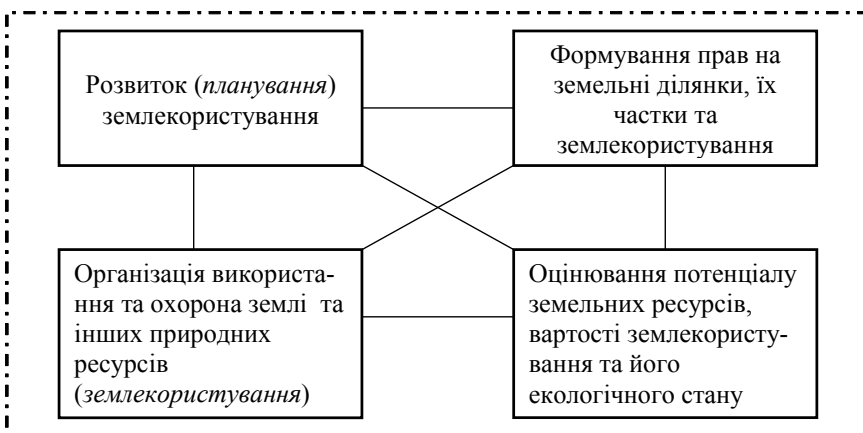 Розвиток (планування)
землекористування
Формування прав на
земельні ділянки, їх
частки та
землекористування
Організація використа-
ння та охорона землі та
інших природних
ресурсів
(землекористування)
Оцінювання потенціалу
земельних ресурсів,
вартості землекористу-
вання та його
екологічного стану